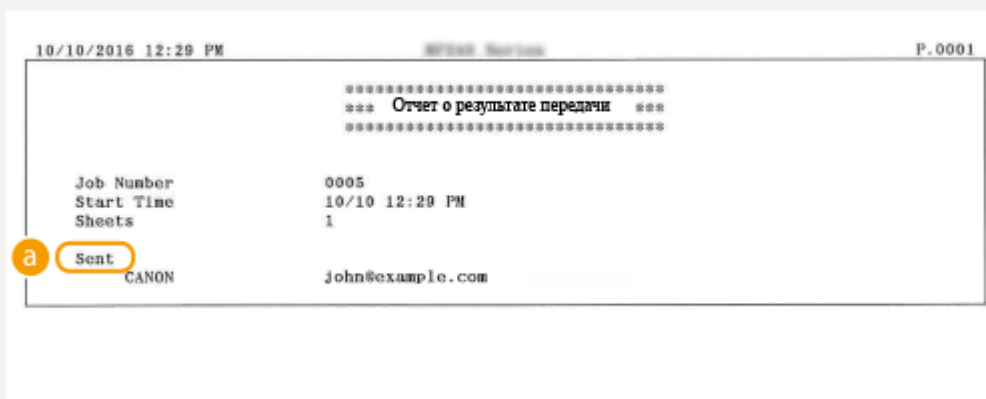 10/10/2016 12:29 PM P.0001
********************************
*** Отчет о результате передачи ***
********************************
Job Number 0005
Start Time 10/10 12:29 PM
Sheets 1
a Sent
CANON john@example.com